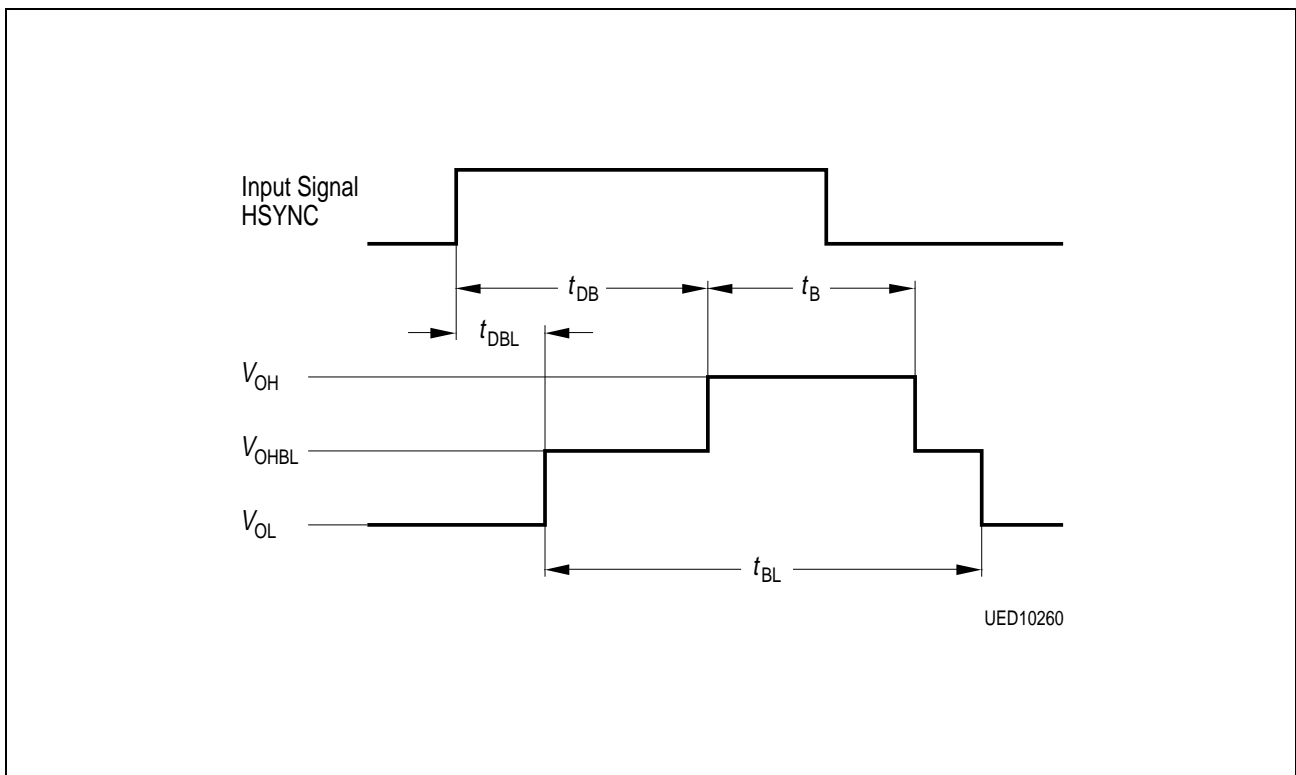 Input Signal
HSYNC
tDB
tB
tDBL
VOH
VOHBL
VOL
tBL
UED10260